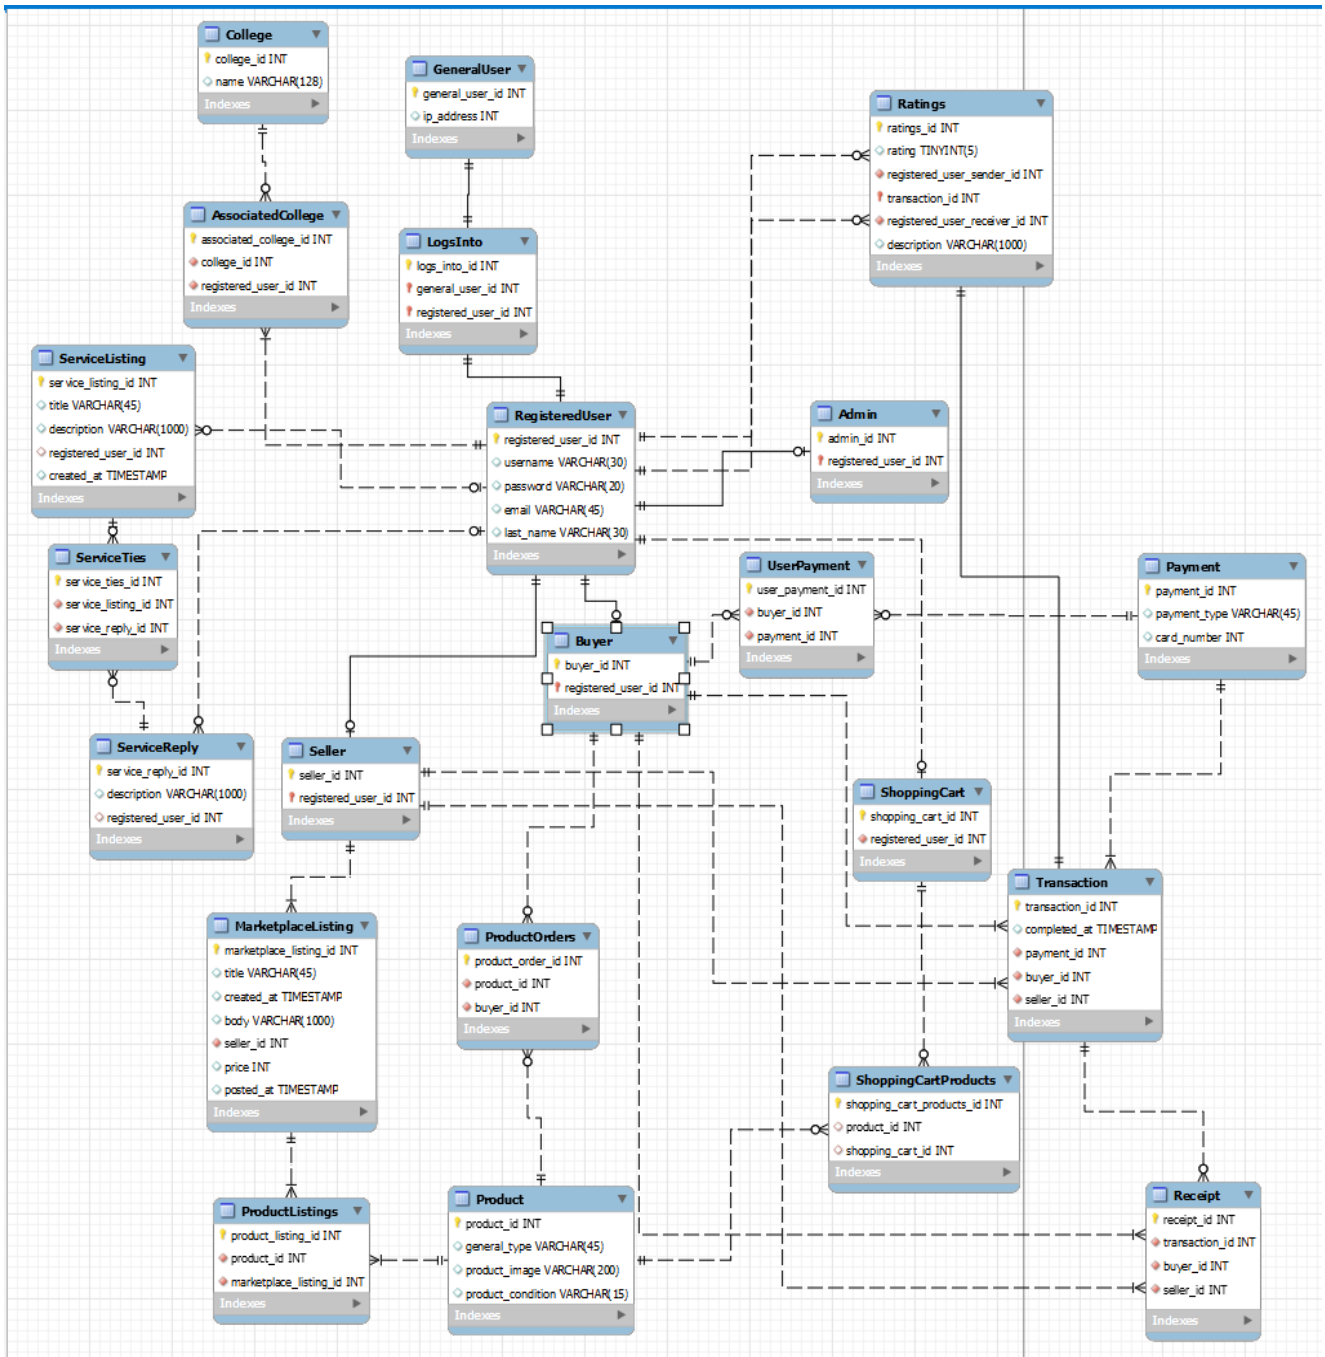 College
college_id INT
name VARCHAR(128)
Indexes
GeneralUser
general_user_id INT
ip_address INT
Indexes
Ratings
ratings_id INT
rating TINYINT(5)
registered_user_sender_id INT
transaction_id INT
registered_user_receiver_id INT
description VARCHAR(1000)
Indexes
AssociatedCollege
associated_college_id INT
college_id INT
registered_user_id INT
Indexes
LogsInto
logs_into_id INT
general_user_id INT
registered_user_id INT
Indexes
ServiceListing
service_listing_id INT
title VARCHAR(45)
description VARCHAR(1000)
registered_user_id INT
created_at TIMESTAMP
Indexes
RegisteredUser
registered_user_id INT
username VARCHAR(30)
password VARCHAR(20)
email VARCHAR(45)
last_name VARCHAR(30)
Indexes
Admin
admin_id INT
registered_user_id INT
Indexes
ServiceTies
service_ties_id INT
service_listing_id INT
service_reply_id INT
Indexes
UserPayment
user_payment_id INT
buyer_id INT
payment_id INT
Indexes
Payment
payment_id INT
payment_type VARCHAR(45)
card_number INT
Indexes
Buyer
buyer_id INT
registered_user_id INT
Indexes
ServiceReply
service_reply_id INT
description VARCHAR(1000)
registered_user_id INT
Indexes
Seller
seller_id INT
registered_user_id INT
Indexes
ShoppingCart
shopping_cart_id INT
registered_user_id INT
Indexes
Transaction
transaction_id INT
completed_at TIMESTAMP
payment_id INT
buyer_id INT
seller_id INT
Indexes
MarketplaceListing
marketplace_listing_id INT
title VARCHAR(45)
created_at TIMESTAMP
body VARCHAR(1000)
seller_id INT
price INT
posted_at TIMESTAMP
Indexes
ProductOrders
product_order_id INT
product_id INT
buyer_id INT
Indexes
ShoppingCartProducts
shopping_cart_products_id INT
product_id INT
shopping_cart_id INT
Indexes
ProductListings
product_listing_id INT
product_id INT
marketplace_listing_id INT
Indexes
Product
product_id INT
general_type VARCHAR(45)
product_image VARCHAR(200)
product_condition VARCHAR(15)
Indexes
Receipt
receipt_id INT
transaction_id INT
buyer_id INT
seller_id INT
Indexes